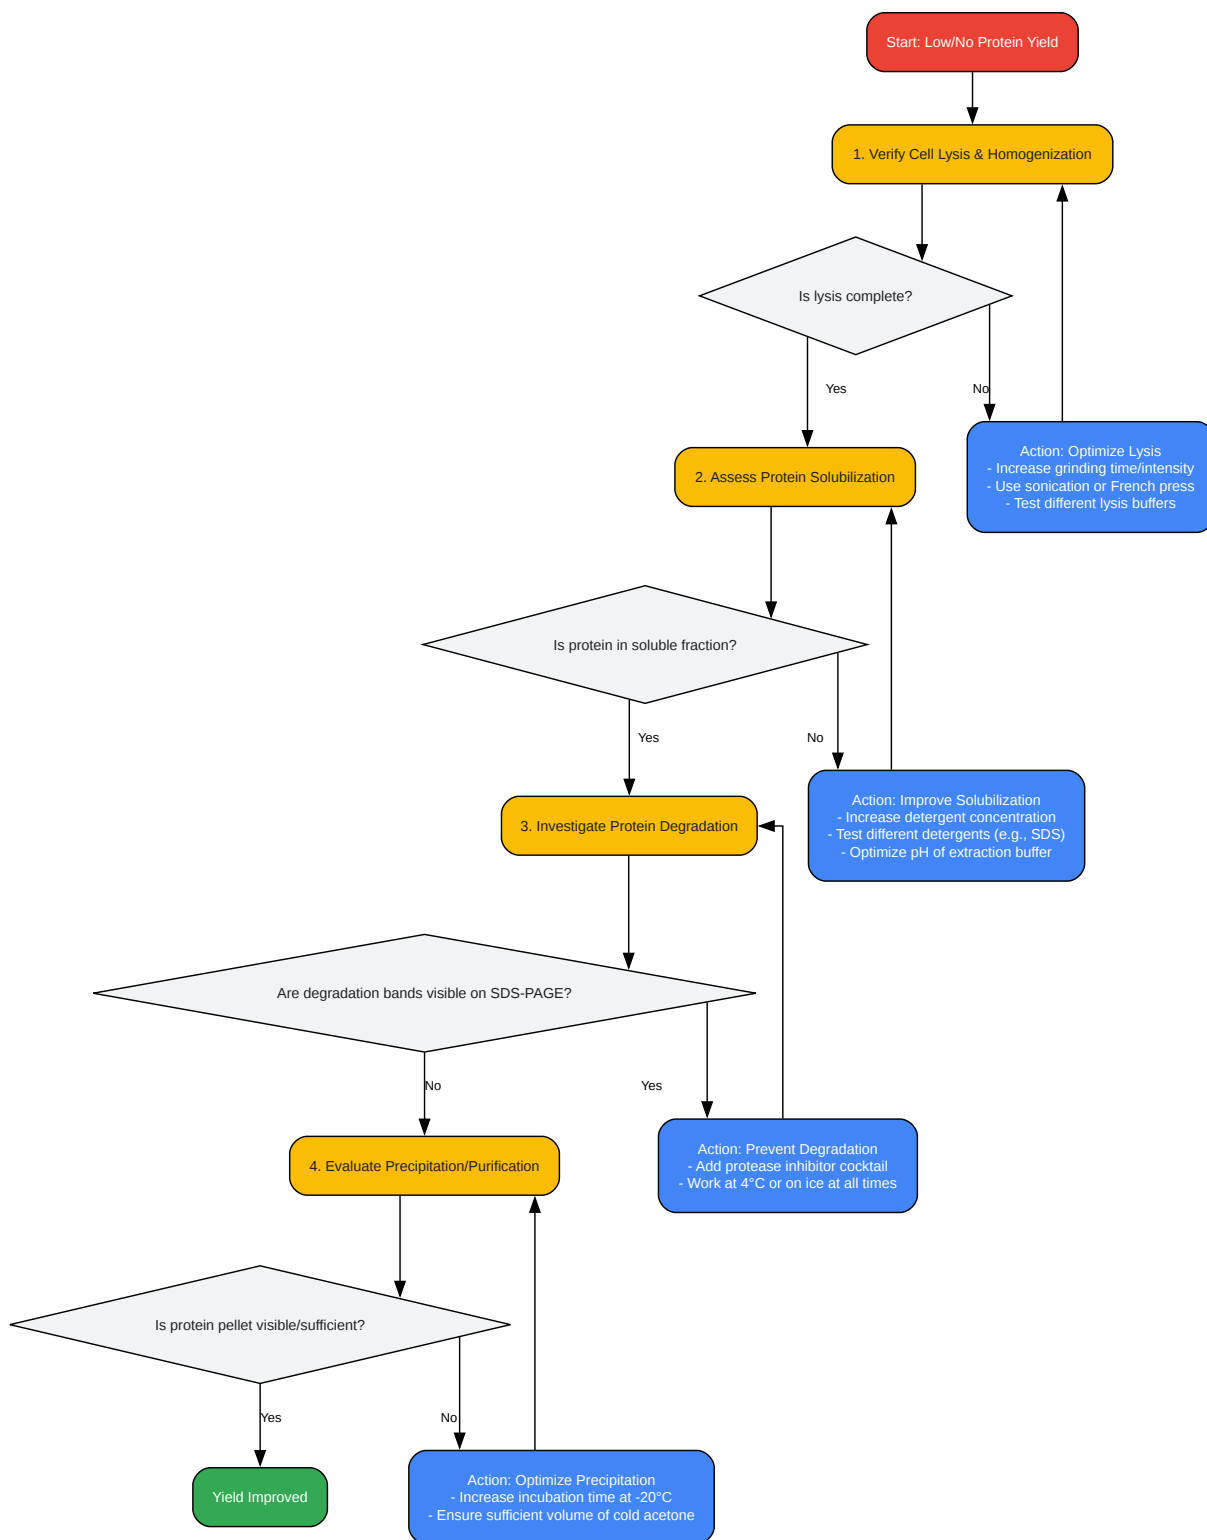 Start: Low/No Protein Yield
1. Verify Cell Lysis & Homogenization
Is lysis complete?
Yes
No
Action: Optimize Lysis
- Increase grinding time/intensity
- Use sonication or French press
- Test different lysis buffers
2. Assess Protein Solubilization
Is protein in soluble fraction?
Yes
No
Action: Improve Solubilization
- Increase detergent concentration
- Test different detergents (e.g., SDS)
- Optimize pH of extraction buffer
3. Investigate Protein Degradation
Are degradation bands visible on SDS-PAGE?
No
Yes
Action: Prevent Degradation
- Add protease inhibitor cocktail
- Work at 4°C or on ice at all times
4. Evaluate Precipitation/Purification
Is protein pellet visible/sufficient?
Yes
No
Action: Optimize Precipitation
- Increase incubation time at -20°C
- Ensure sufficient volume of cold acetone
Yield Improved